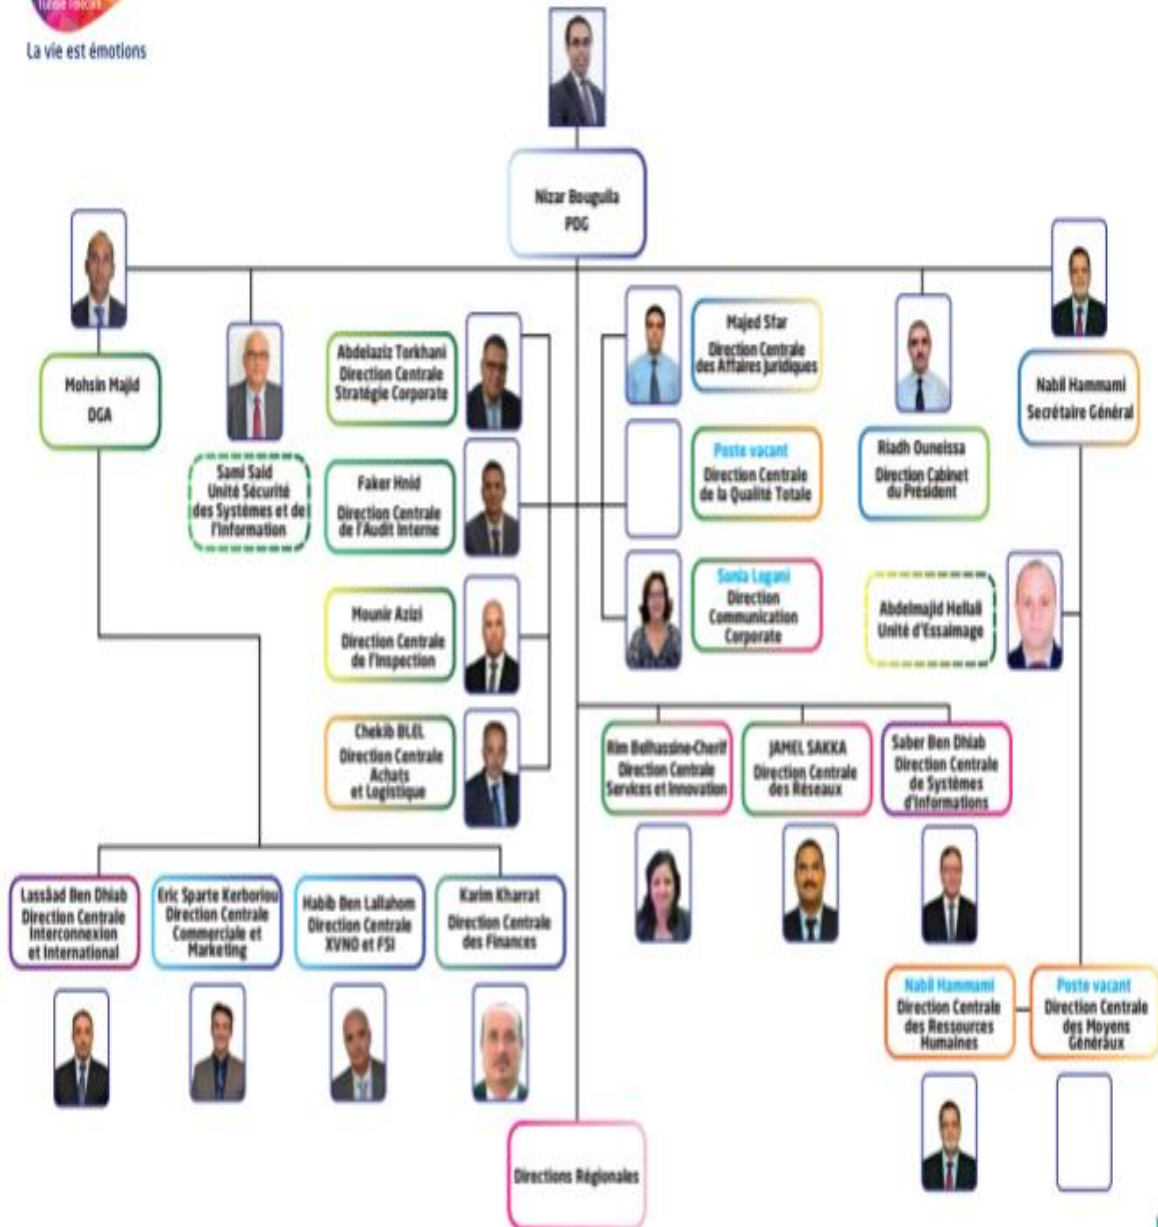 Tunisie Telecom
La vie est émotions
Nizar Bouguila
PDG
Mohsin Majid
DGA
Sami Said
Unité Sécurité
des Systèmes et de
l'Information
Abdelaziz Torkhani
Direction Centrale
Stratégie Corporate
Faker Hnid
Direction Centrale
de l'Audit Interne
Mounir Azizi
Direction Centrale
de l'Inspection
Chekib BLEL
Direction Centrale
Achats
et Logistique
Majed Sfar
Direction Centrale
des Affaires Juridiques
Poste vacant
Direction Centrale
de la Qualité Totale
Sonia Logani
Direction
Communication
Corporate
Riadh Ouneissa
Direction Cabinet
du Président
Nabil Hammami
Secrétaire Général
Abdelmajid Hellali
Unité d'Essaimage
Rim Belhassine-Cherif
Direction Centrale
Services et Innovation
JAMEL SAKKA
Direction Centrale
des Réseaux
Saber Ben Dhiab
Direction Centrale
de Systèmes
d'Informations
Lassâad Ben Dhiab
Direction Centrale
Interconnexion
et International
Eric Sparte Kerboriou
Direction Centrale
Commerciale et
Marketing
Habib Ben Lallahom
Direction Centrale
XVNO et FSI
Karim Kharrat
Direction Centrale
des Finances
Nabil Hammami
Direction Centrale
des Ressources
Humaines
Poste vacant
Direction Centrale
des Moyens
Généraux
Directions Régionales